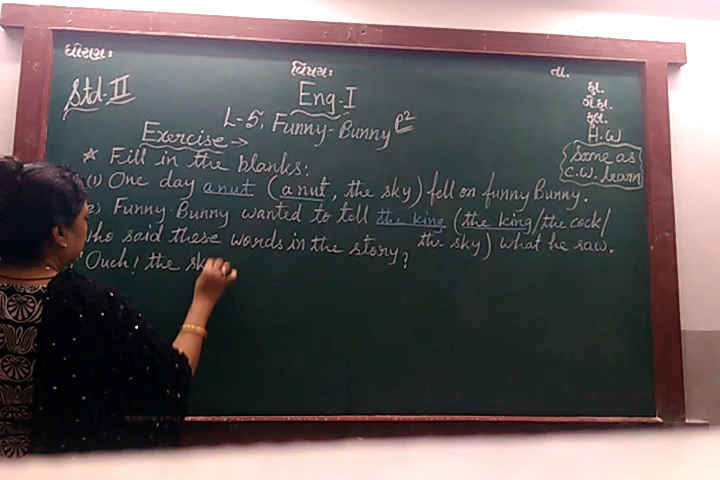 ધોરણઃ
વિષયઃ
તા.
Std-II
Eng-I
હા.
ગે.હા.
કુલ.
L-5, Funny-Bunny P2
H.W
Same as
C.W. learn
Exercise →
★ Fill in the blanks:
(1) One day a nut (a nut, the sky) fell on funny Bunny.
Funny-Bunny wanted to tell the king (the king/the cock/
the sky) what he saw.
who said these words in the story?
Ouch! the sk